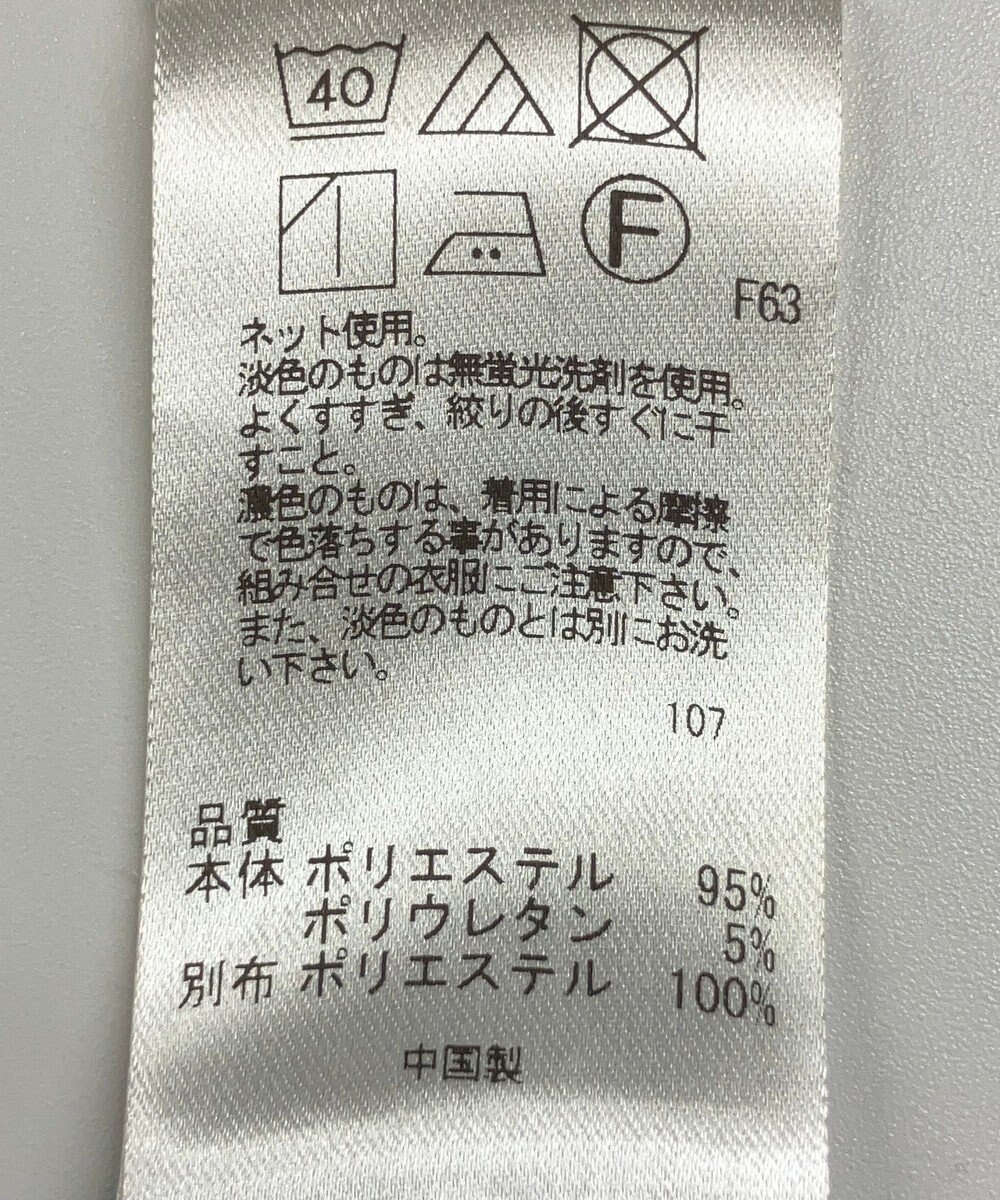 40
F
F63
ネット使用。
淡色のものは無蛍光洗剤を使用。
よくすすぎ、絞りの後すぐに干
すこと。
濃色のものは、着用による摩擦
で色落ちする事がありますので、
組み合せの衣服にご注意下さい。
また、淡色のものとは別にお洗
い下さい。
107
品質
本体 ポリエステル 95%
ポリウレタン 5%
別布 ポリエステル 100%
中国製